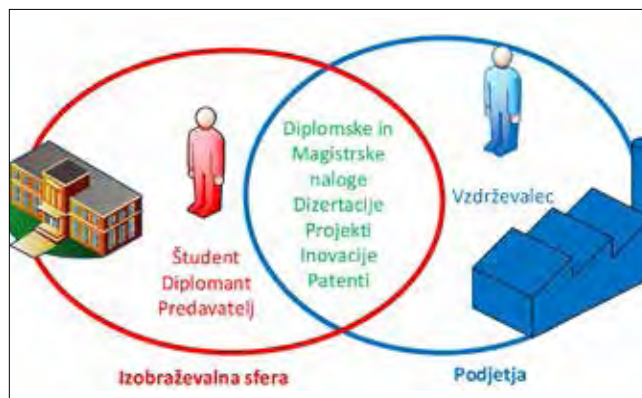 Diplomske in
Magistrske
naloge
Dizertacije
Projekti
Inovacije
Patenti
Vzdrževalec
Študent
Diplomant
Predavatelj
Izobraževalna sfera
Podjetja